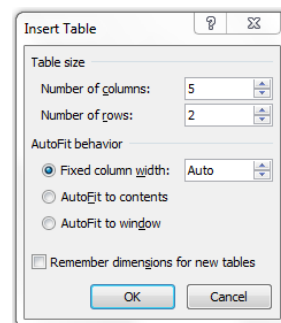 Insert Table
Table size
Number of columns: 5
Number of rows: 2
AutoFit behavior
Fixed column width: Auto
AutoFit to contents
AutoFit to window
Remember dimensions for new tables
OK Cancel